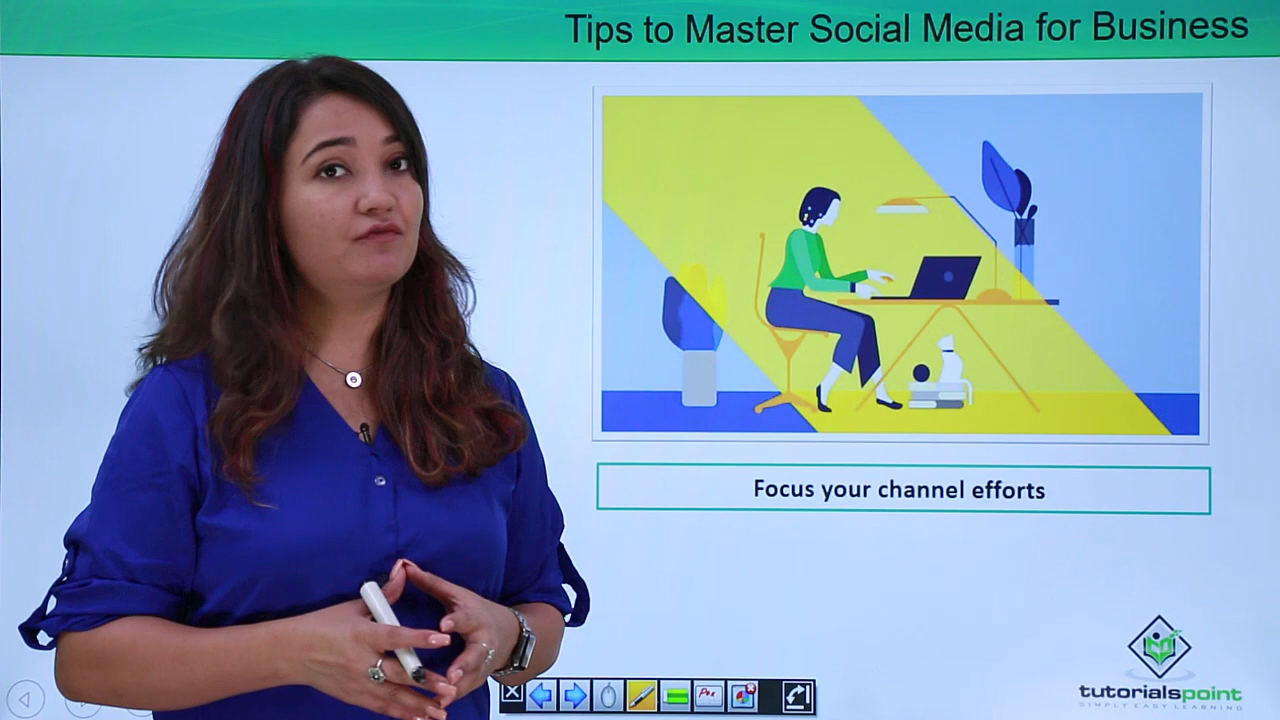 Tips to Master Social Media for Business
Focus your channel efforts
tutorialspoint
SIMPLY EASY LEARNING